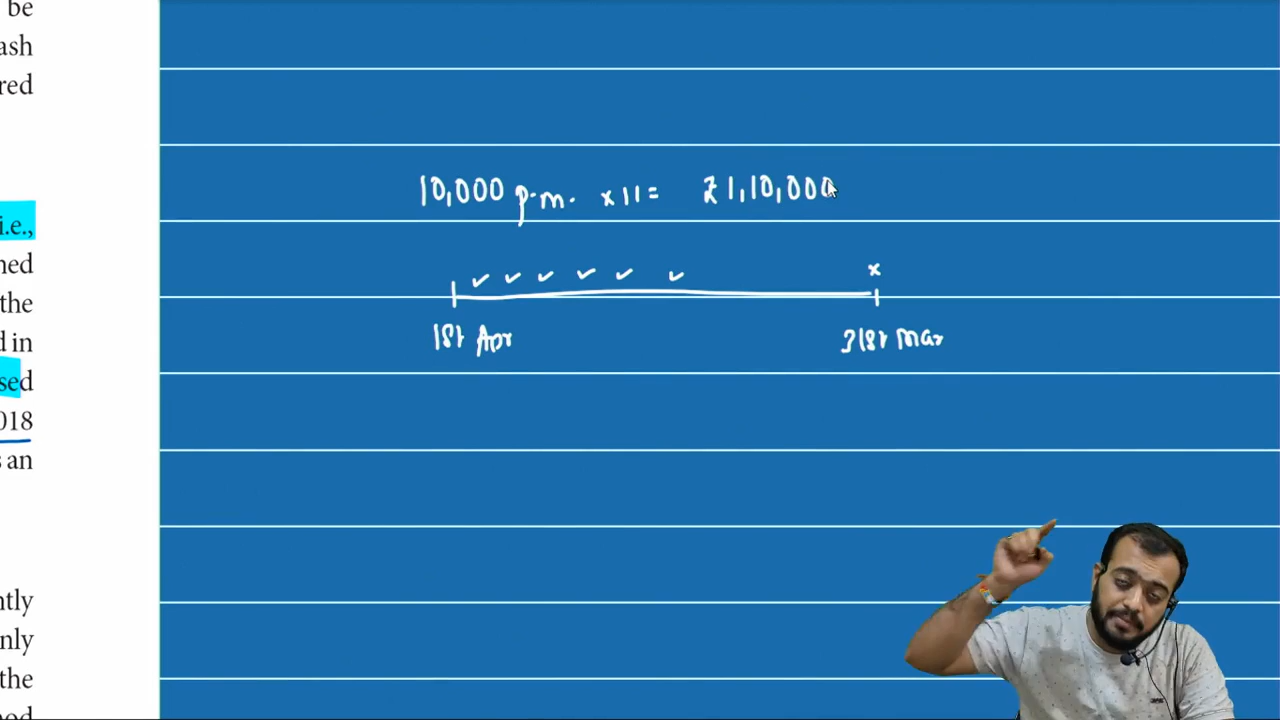 be
ash
red
i.e.,
ned
the
d in
sed
018
s an
ntly
nly
the
10,000 p.m. x 11 = ₹1,10,000
✓ ✓ ✓ ✓ ✓ ✓ x
1st Apr 31st Mar